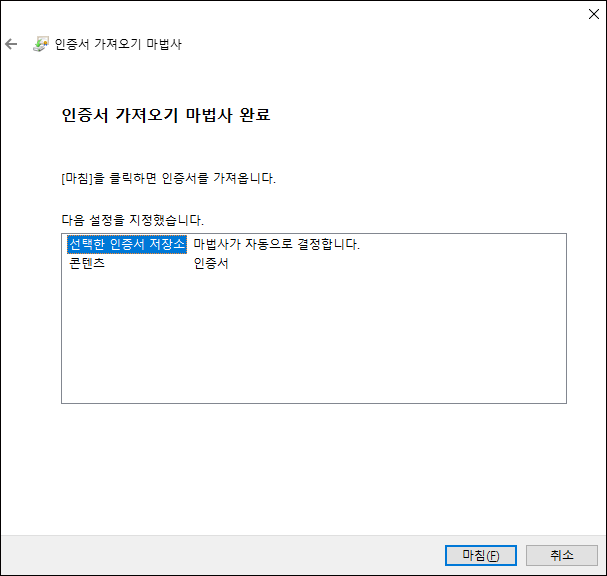 인증서 가져오기 마법사
인증서 가져오기 마법사 완료
[마침]을 클릭하면 인증서를 가져옵니다.
다음 설정을 지정했습니다.
선택한 인증서 저장소 마법사가 자동으로 결정합니다.
콘텐츠 인증서
마침(F) 취소